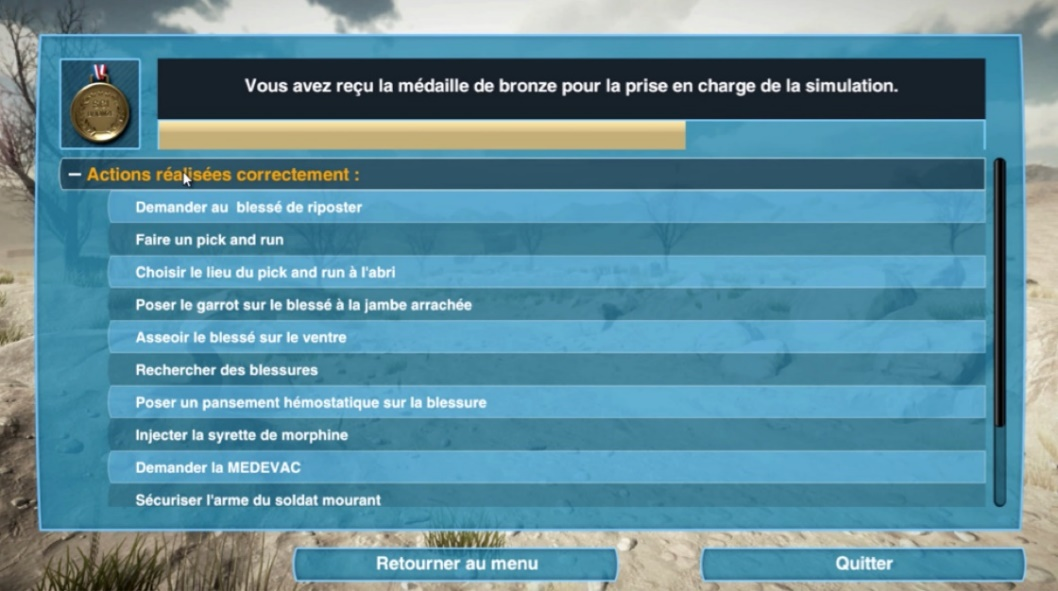 Vous avez reçu la médaille de bronze pour la prise en charge de la simulation.
– Actions réalisées correctement :
Demander au blessé de riposter
Faire un pick and run
Choisir le lieu du pick and run à l'abri
Poser le garrot sur le blessé à la jambe arrachée
Asseoir le blessé sur le ventre
Rechercher des blessures
Poser un pansement hémostatique sur la blessure
Injecter la syrette de morphine
Demander la MEDEVAC
Sécuriser l'arme du soldat mourant
Retourner au menu
Quitter